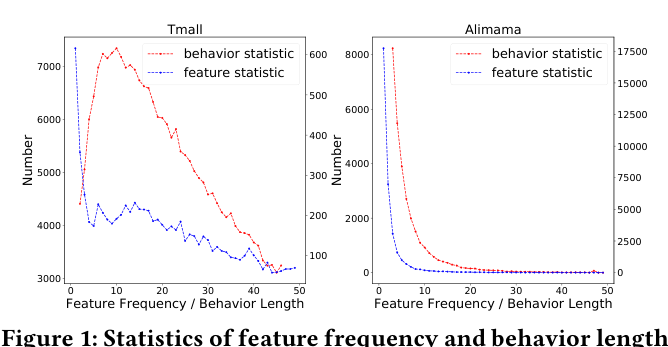 Tmall
Alimama
behavior statistic
feature statistic
behavior statistic
feature statistic
Number
7000
6000
5000
4000
3000
600
500
400
300
200
100
Number
8000
6000
4000
2000
0
17500
15000
12500
10000
7500
5000
2500
0
0 10 20 30 40 50
0 10 20 30 40 50
Feature Frequency / Behavior Length
Feature Frequency / Behavior Length
Figure 1: Statistics of feature frequency and behavior length